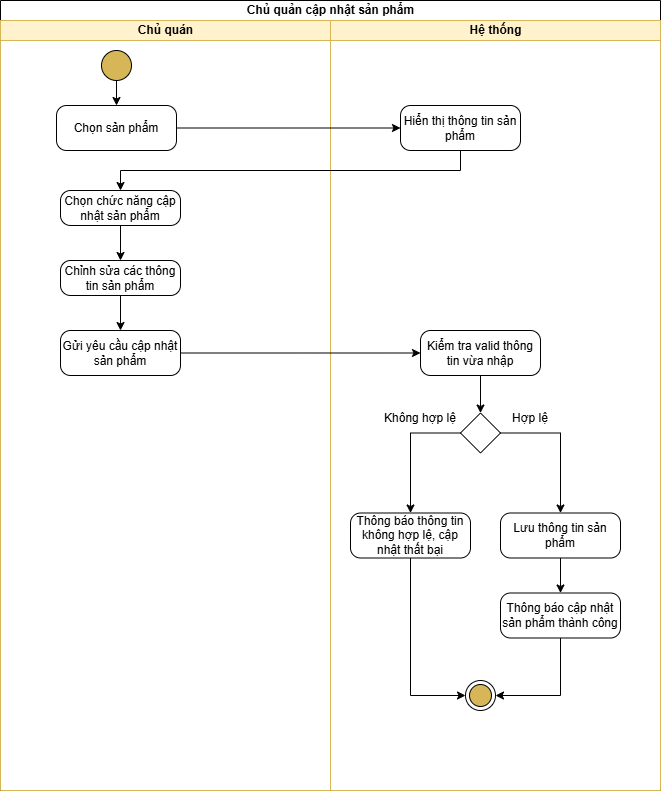 Chủ quản cập nhật sản phẩm
Chủ quán
Hệ thống
Chọn sản phẩm
Hiển thị thông tin sản
phẩm
Chọn chức năng cập
nhật sản phẩm
Chỉnh sửa các thông
tin sản phẩm
Gửi yêu cầu cập nhật
sản phẩm
Kiểm tra valid thông
tin vừa nhập
Không hợp lệ
Hợp lệ
Thông báo thông tin
không hợp lệ, cập
nhật thất bại
Lưu thông tin sản
phẩm
Thông báo cập nhật
sản phẩm thành công